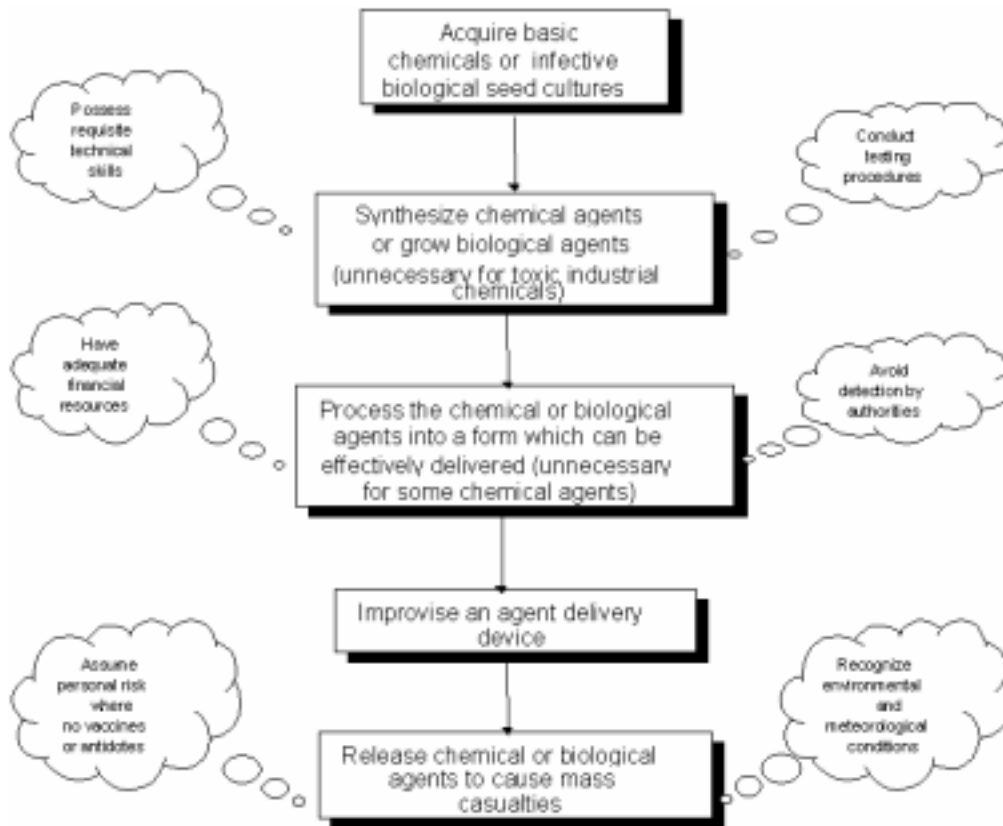 Acquire basic
chemicals or infective
biological seed cultures
Possess
requisite
technical
skills
Conduct
testing
procedures
Synthesize chemical agents
or grow biological agents
(unnecessary for toxic industrial
chemicals)
Have
adequate
financial
resources
Avoid
detection by
authorities
Process the chemical or biological
agents into a form which can be
effectively delivered (unnecessary
for some chemical agents)
Improvise an agent delivery
device
Assume
personal risk
where
no vaccines
or antidotes
Recognize
environmental
and
meteorological
conditions
Release chemical or biological
agents to cause mass
casualties